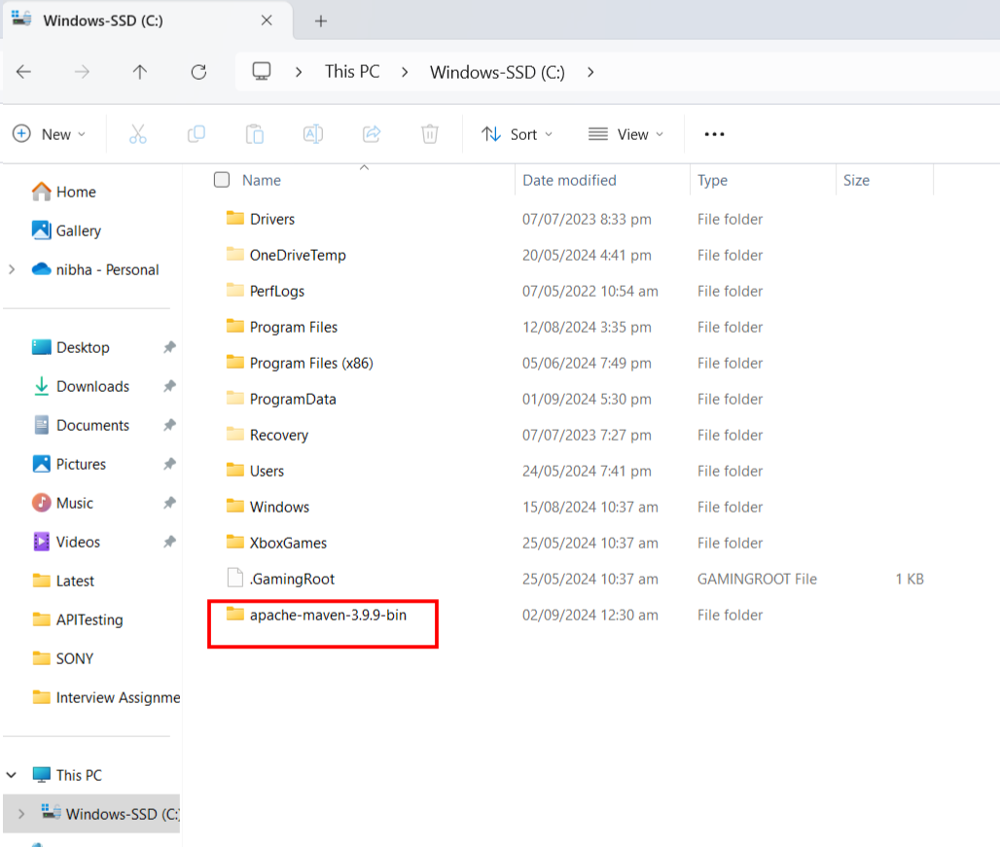 Windows-SSD (C:)
This PC
Windows-SSD (C:)
New
Sort
View
Home
Gallery
nibha - Personal
Desktop
Downloads
Documents
Pictures
Music
Videos
Latest
APITesting
SONY
Interview Assignme
This PC
Windows-SSD (C:)
Name Date modified Type Size
Drivers 07/07/2023 8:33 pm File folder
OneDriveTemp 20/05/2024 4:41 pm File folder
PerfLogs 07/05/2022 10:54 am File folder
Program Files 12/08/2024 3:35 pm File folder
Program Files (x86) 05/06/2024 7:49 pm File folder
ProgramData 01/09/2024 5:30 pm File folder
Recovery 07/07/2023 7:27 pm File folder
Users 24/05/2024 7:41 pm File folder
Windows 15/08/2024 10:37 am File folder
XboxGames 25/05/2024 10:37 am File folder
.GamingRoot 25/05/2024 10:37 am GAMINGROOT File 1 KB
apache-maven-3.9.9-bin 02/09/2024 12:30 am File folder